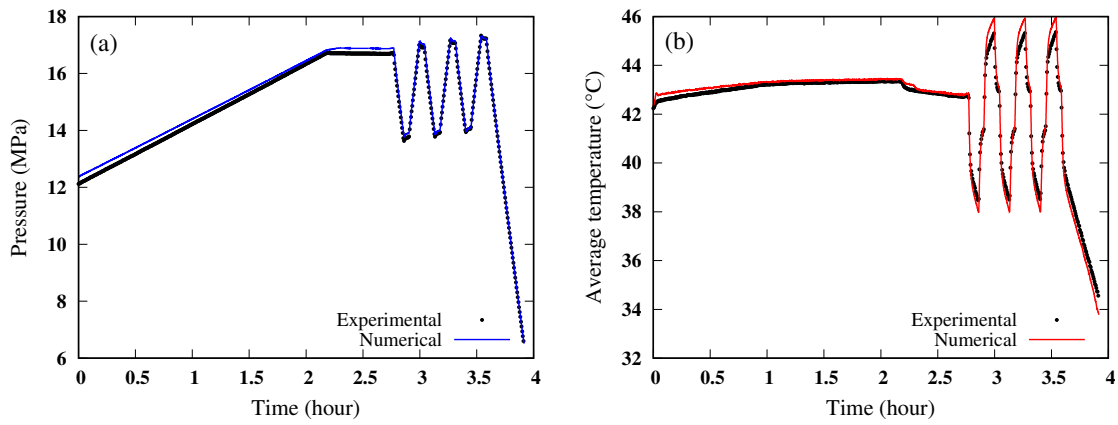 (a)
Pressure (MPa)
18
16
14
12
10
8
6
Experimental
Numerical
0 0.5 1 1.5 2 2.5 3 3.5 4
Time (hour)
(b)
Average temperature (°C)
46
44
42
40
38
36
34
32
Experimental
Numerical
0 0.5 1 1.5 2 2.5 3 3.5 4
Time (hour)